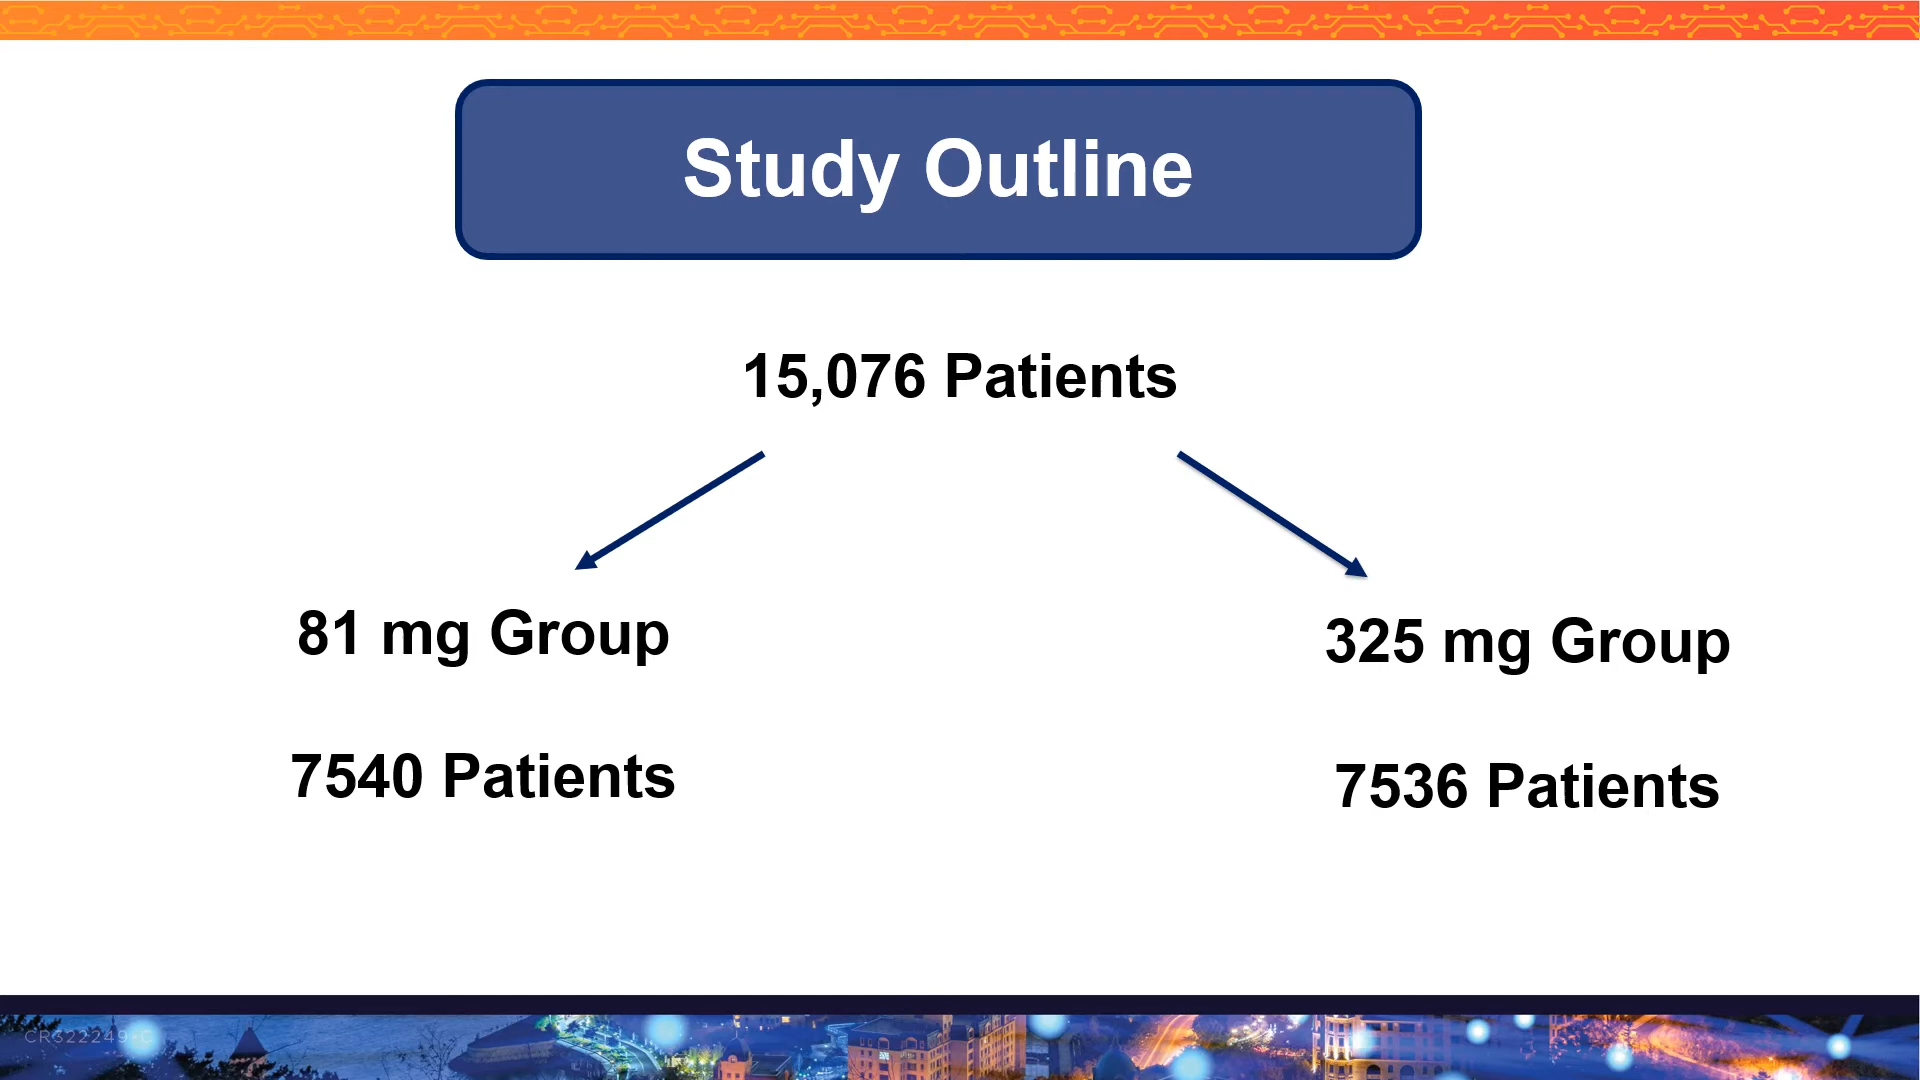 Study Outline
15,076 Patients
81 mg Group
325 mg Group
7540 Patients
7536 Patients